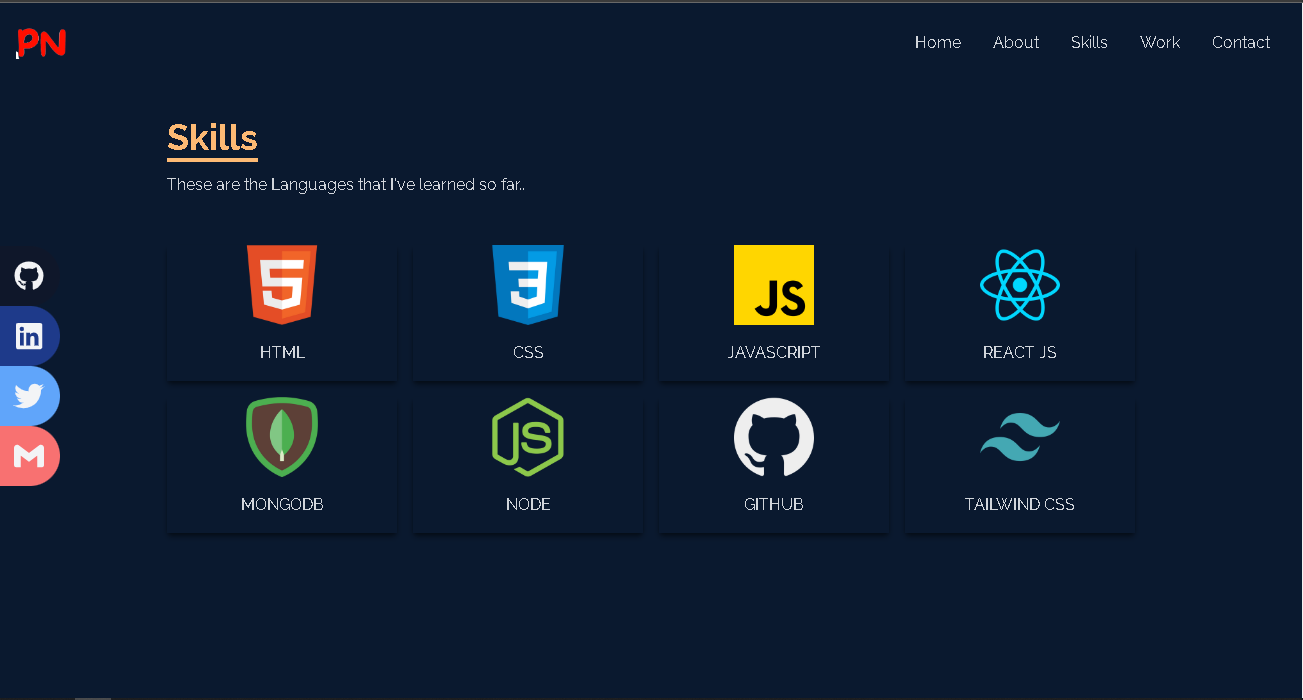 PN
Home About Skills Work Contact
Skills
These are the Languages that I've learned so far..
5 3 JS
HTML CSS JAVASCRIPT REACT JS
JS
MONGODB NODE GITHUB TAILWIND CSS
in
M